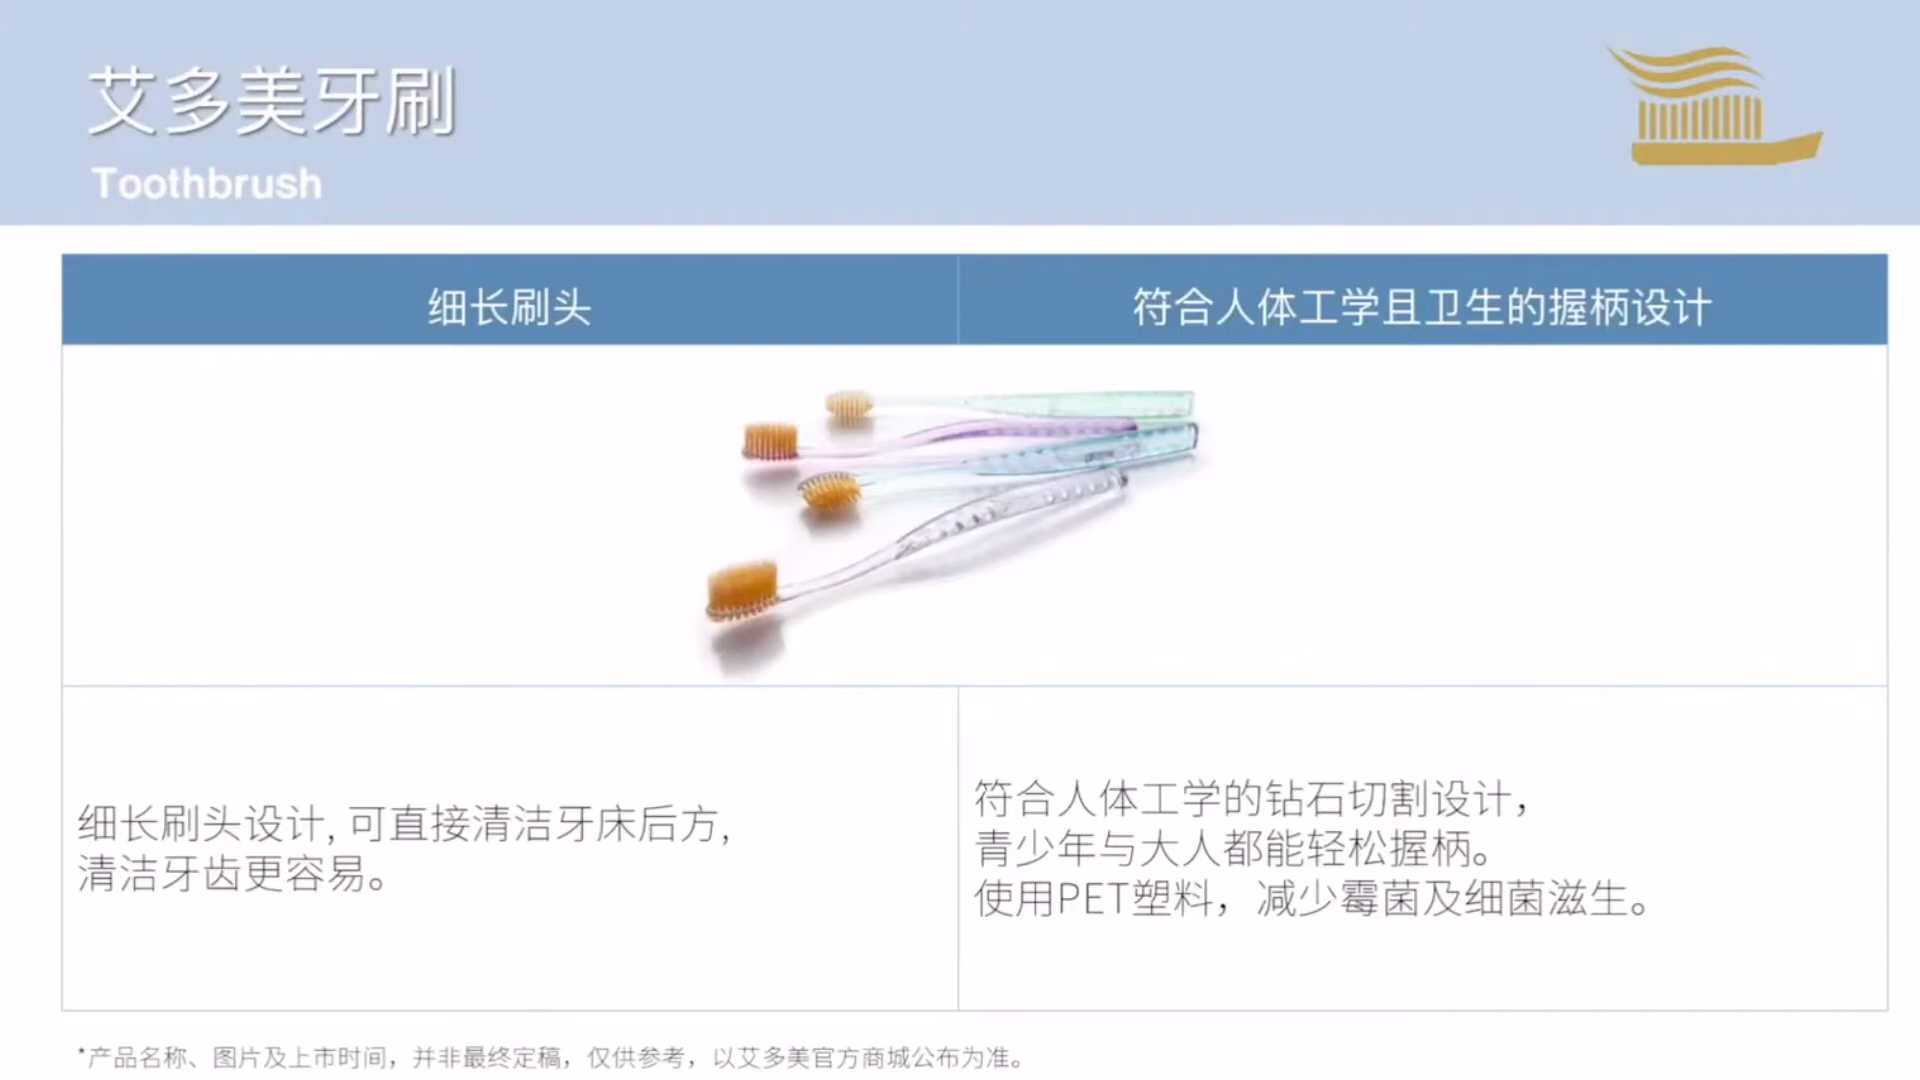 艾多美牙刷
Toothbrush
细长刷头
符合人体工学且卫生的握柄设计
细长刷头设计, 可直接清洁牙床后方,
清洁牙齿更容易。
符合人体工学的钻石切割设计，
青少年与大人都能轻松握柄。
使用PET塑料，减少霉菌及细菌滋生。
*产品名称、图片及上市时间，并非最终定稿，仅供参考，以艾多美官方商城公布为准。